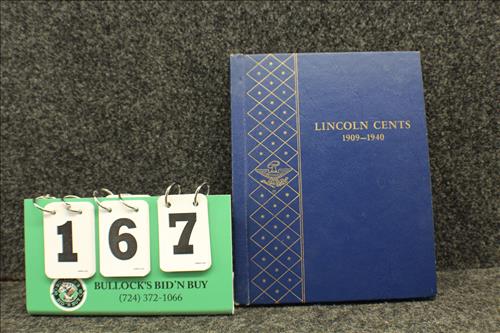 LINCOLN CENTS
1909—1940
167
BULLOCK'S BID'N BUY
(724) 372-1066